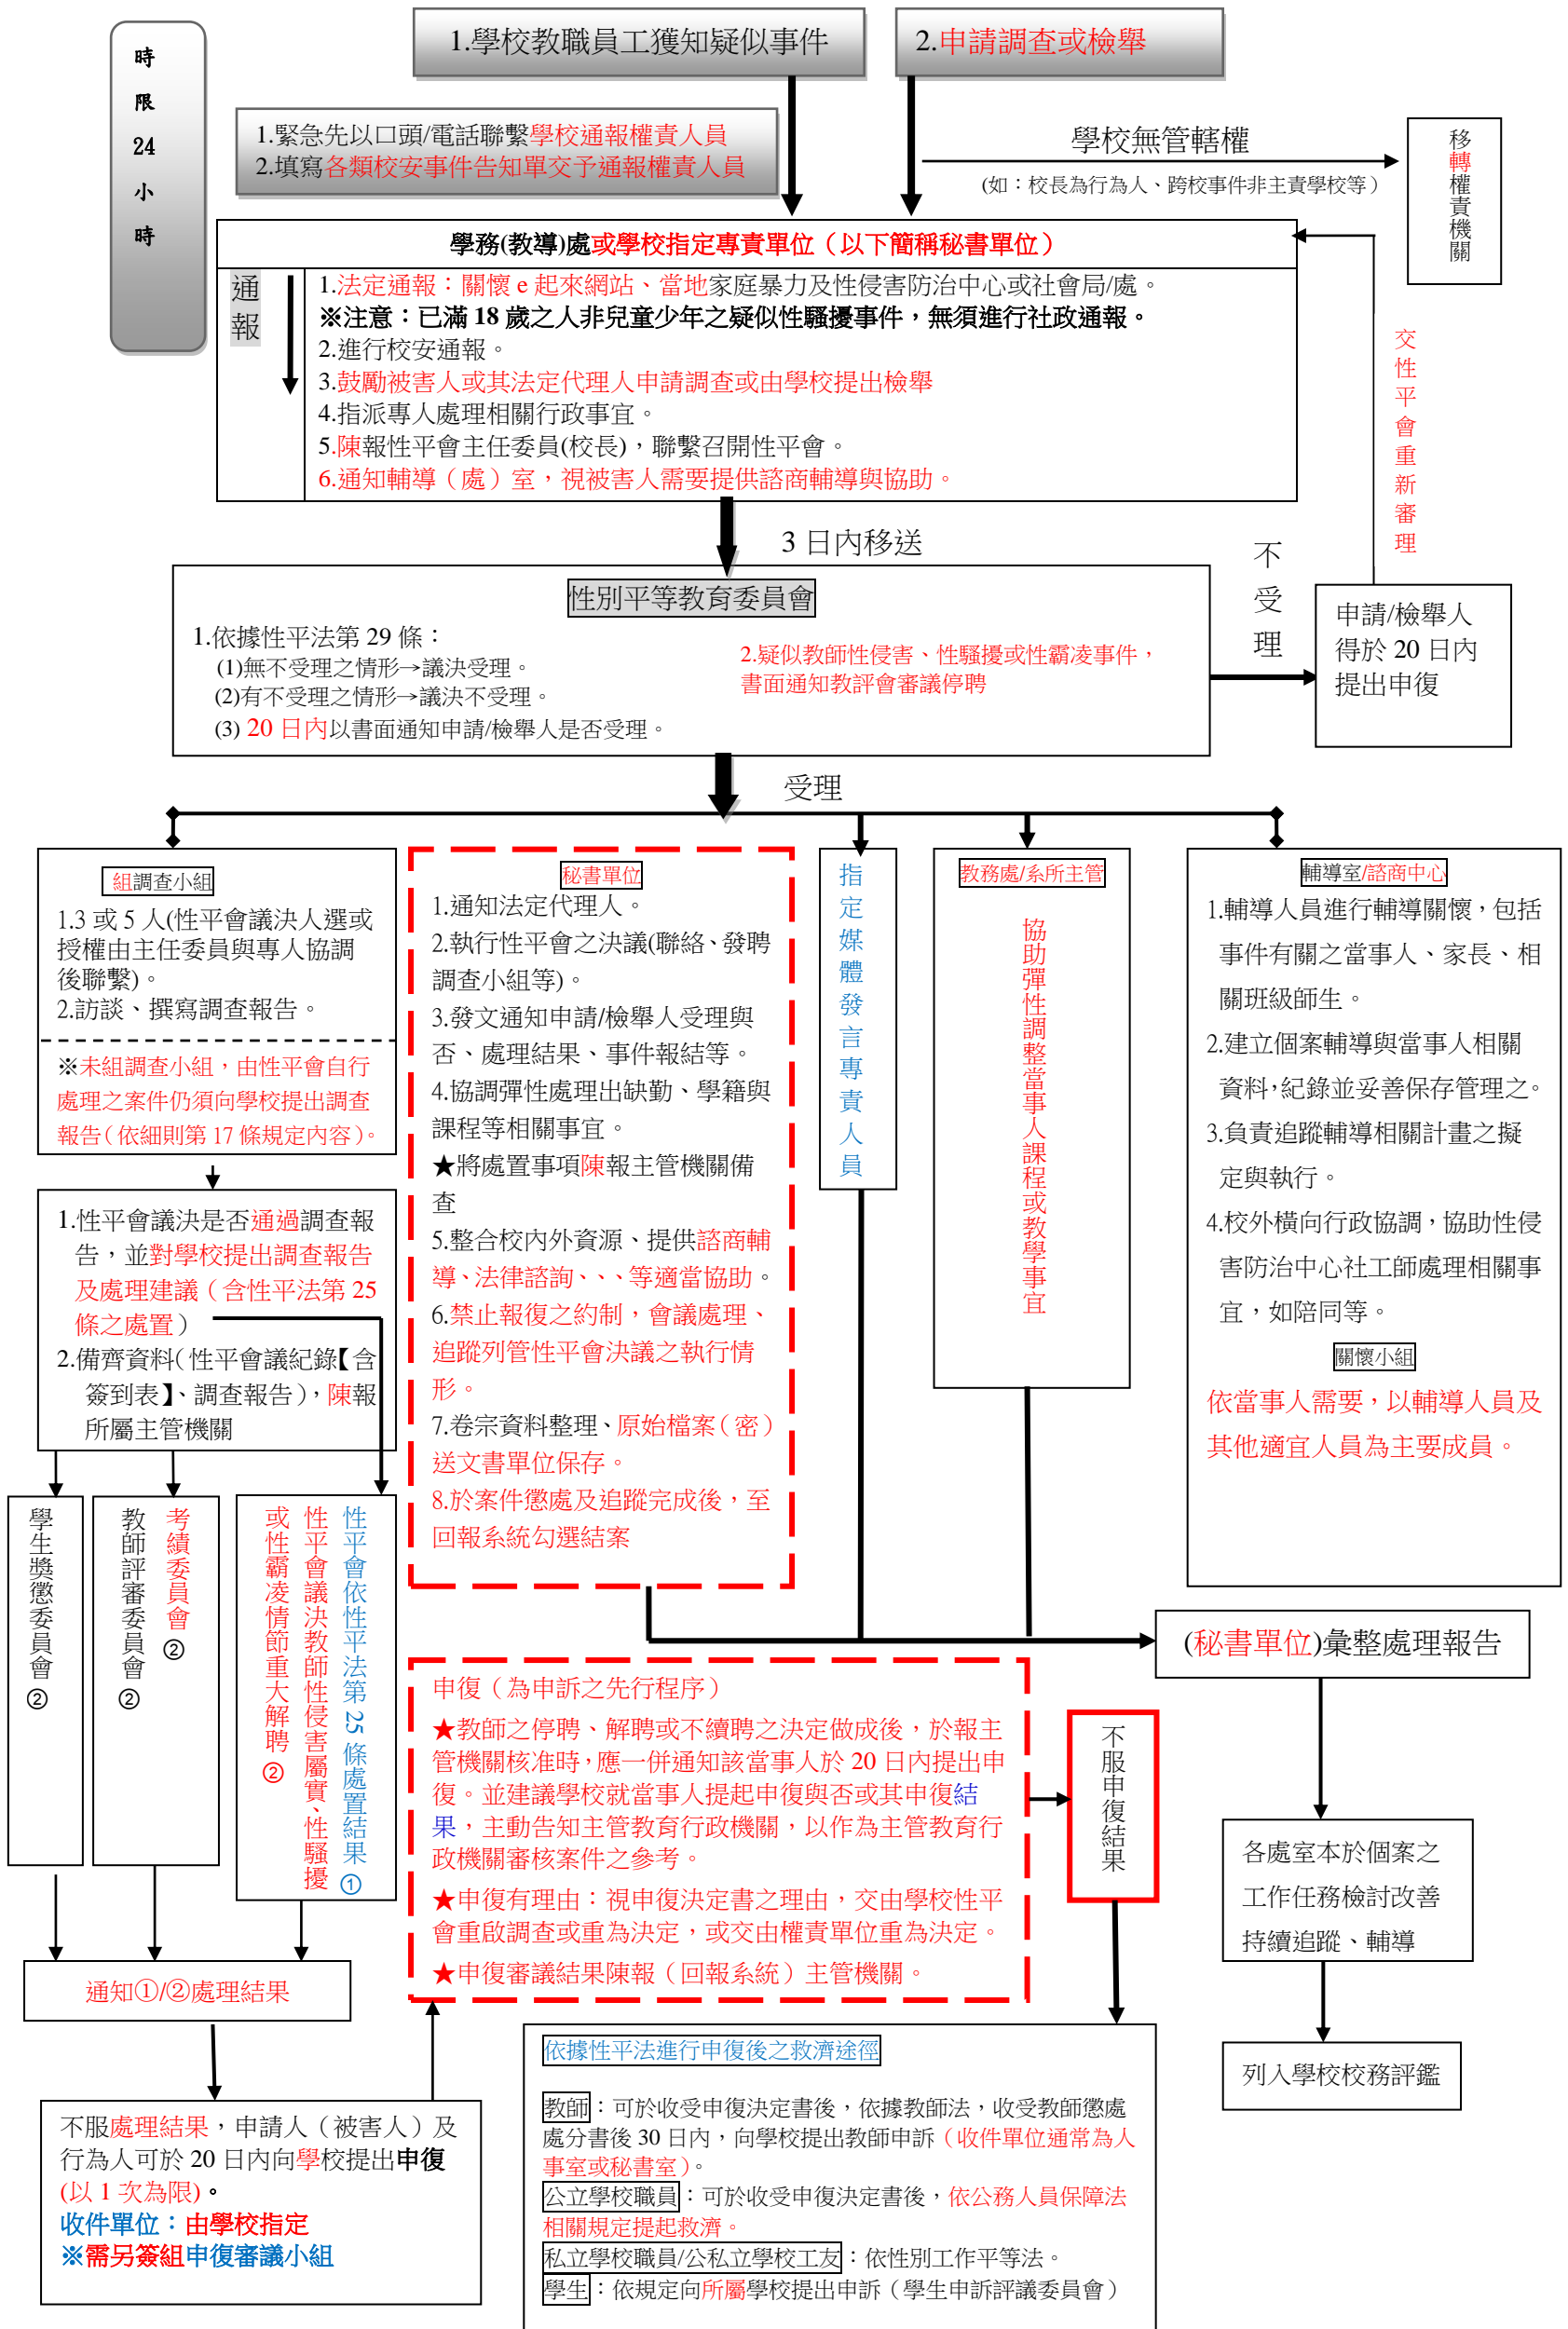 時
限
24
小
時
1.學校教職員工獲知疑似事件
2.申請調查或檢舉
1.緊急先以口頭/電話聯繫學校通報權責人員
2.填寫各類校安事件告知單交予通報權責人員
學校無管轄權
(如：校長為行為人、跨校事件非主責學校等）
移轉權責機關
學務(教導)處或學校指定專責單位（以下簡稱秘書單位）
通報
1.法定通報：關懷 e 起來網站、當地家庭暴力及性侵害防治中心或社會局/處。
※注意：已滿 18 歲之人非兒童少年之疑似性騷擾事件，無須進行社政通報。
2.進行校安通報。
3.鼓勵被害人或其法定代理人申請調查或由學校提出檢舉
4.指派專人處理相關行政事宜。
5.陳報性平會主任委員(校長)，聯繫召開性平會。
6.通知輔導（處）室，視被害人需要提供諮商輔導與協助。
交性平會重新審理
3 日內移送
性別平等教育委員會
1.依據性平法第 29 條：
(1)無不受理之情形→議決受理。
(2)有不受理之情形→議決不受理。
(3) 20 日內以書面通知申請/檢舉人是否受理。
2.疑似教師性侵害、性騷擾或性霸凌事件，
書面通知教評會審議停聘
不受理
申請/檢舉人
得於 20 日內
提出申復
受理
組調查小組
1.3 或 5 人(性平會議決人選或
授權由主任委員與專人協調
後聯繫)。
2.訪談、撰寫調查報告。
※未組調查小組，由性平會自行
處理之案件仍須向學校提出調查
報告（依細則第 17 條規定內容）。
1.性平會議決是否通過調查報
告，並對學校提出調查報告
及處理建議（含性平法第 25
條之處置）
2.備齊資料（性平會議紀錄【含
簽到表】、調查報告），陳報
所屬主管機關
秘書單位
1.通知法定代理人。
2.執行性平會之決議(聯絡、發聘
調查小組等)。
3.發文通知申請/檢舉人受理與
否、處理結果、事件報結等。
4.協調彈性處理出缺勤、學籍與
課程等相關事宜。
★將處置事項陳報主管機關備
查
5.整合校內外資源、提供諮商輔
導、法律諮詢、、、等適當協助。
6.禁止報復之約制，會議處理、
追蹤列管性平會決議之執行情
形。
7.卷宗資料整理、原始檔案（密）
送文書單位保存。
8.於案件懲處及追蹤完成後，至
回報系統勾選結案
指定媒體發言專責人員
教務處/系所主管
協助彈性調整當事人課程或教學事宜
輔導室/諮商中心
1.輔導人員進行輔導關懷，包括
事件有關之當事人、家長、相
關班級師生。
2.建立個案輔導與當事人相關
資料，紀錄並妥善保存管理之。
3.負責追蹤輔導相關計畫之擬
定與執行。
4.校外橫向行政協調，協助性侵
害防治中心社工師處理相關事
宜，如陪同等。
關懷小組
依當事人需要，以輔導人員及
其他適宜人員為主要成員。
學生獎懲委員會②
考績委員會②
教師評審委員會②
性平會依性平法第 25 條處置結果①
性平會議決教師性侵害屬實、性騷擾
或性霸凌情節重大解聘②
(秘書單位)彙整處理報告
申復（為申訴之先行程序）
★教師之停聘、解聘或不續聘之決定做成後，於報主
管機關核准時，應一併通知該當事人於 20 日內提出申
復。並建議學校就當事人提起申復與否或其申復結
果，主動告知主管教育行政機關，以作為主管教育行
政機關審核案件之參考。
★申復有理由：視申復決定書之理由，交由學校性平
會重啟調查或重為決定，或交由權責單位重為決定。
★申復審議結果陳報（回報系統）主管機關。
不服申復結果
各處室本於個案之
工作任務檢討改善
持續追蹤、輔導
通知①/②處理結果
列入學校校務評鑑
不服處理結果，申請人（被害人）及
行為人可於 20 日內向學校提出申復
(以 1 次為限)。
收件單位：由學校指定
※需另簽組申復審議小組
依據性平法進行申復後之救濟途徑
教師：可於收受申復決定書後，依據教師法，收受教師懲處
處分書後 30 日內，向學校提出教師申訴（收件單位通常為人
事室或秘書室）。
公立學校職員：可於收受申復決定書後，依公務人員保障法
相關規定提起救濟。
私立學校職員/公私立學校工友：依性別工作平等法。
學生：依規定向所屬學校提出申訴（學生申訴評議委員會）